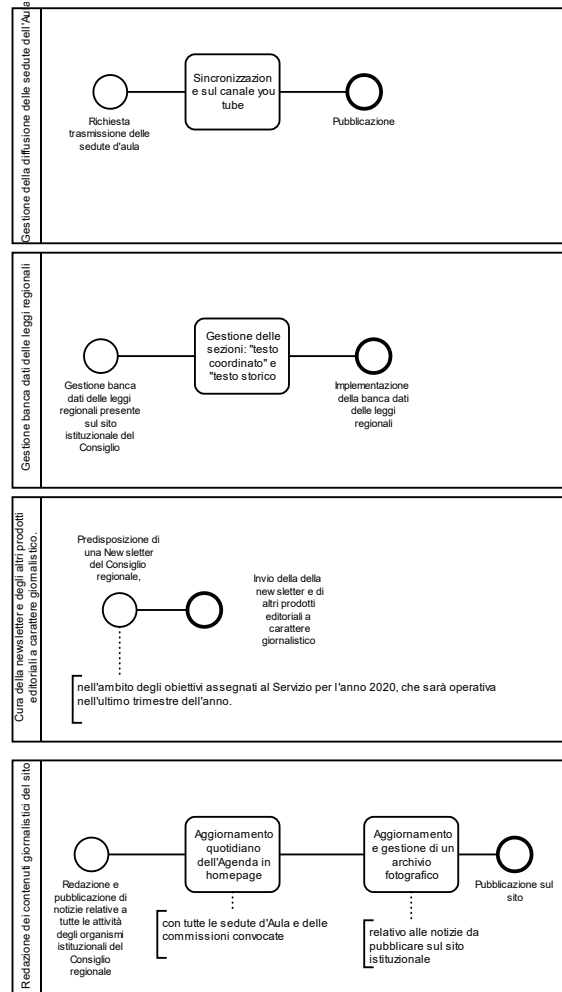 Gestione della diffusione delle sedute dell'Aula
Sincronizzazion
e sul canale you
tube
Richiesta
trasmissione delle
sedute d'aula
Pubblicazione
Gestione banca dati delle leggi regionali
Gestione delle
sezioni: "testo
coordinato" e
"testo storico
Gestione banca
dati delle leggi
regionali presente
sul sito
istituzionale del
Consiglio
Implementazione
della banca dati
delle leggi
regionali
Cura della newsletter e degli altri prodotti
editoriali a carattere giornalistico.
Predisposizione di
una New sletter
del Consiglio
regionale,
Invio della della
new sletter e di
altri prodotti
editoriali a
carattere
giornalistico
nell'ambito degli obiettivi assegnati al Servizio per l'anno 2020, che sarà operativa
nell'ultimo trimestre dell'anno.
Redazione dei contenuti giornalistici del sito
Aggiornamento
quotidiano
dell'Agenda in
homepage
Aggiornamento
e gestione di un
archivio
fotografico
Redazione e
pubblicazione di
notizie relative a
tutte le attività
degli organismi
istituzionali del
Consiglio
regionale
Pubblicazione sul
sito
con tutte le sedute d'Aula e delle
commissioni convocate
relativo alle notizie da
pubblicare sul sito
istituzionale